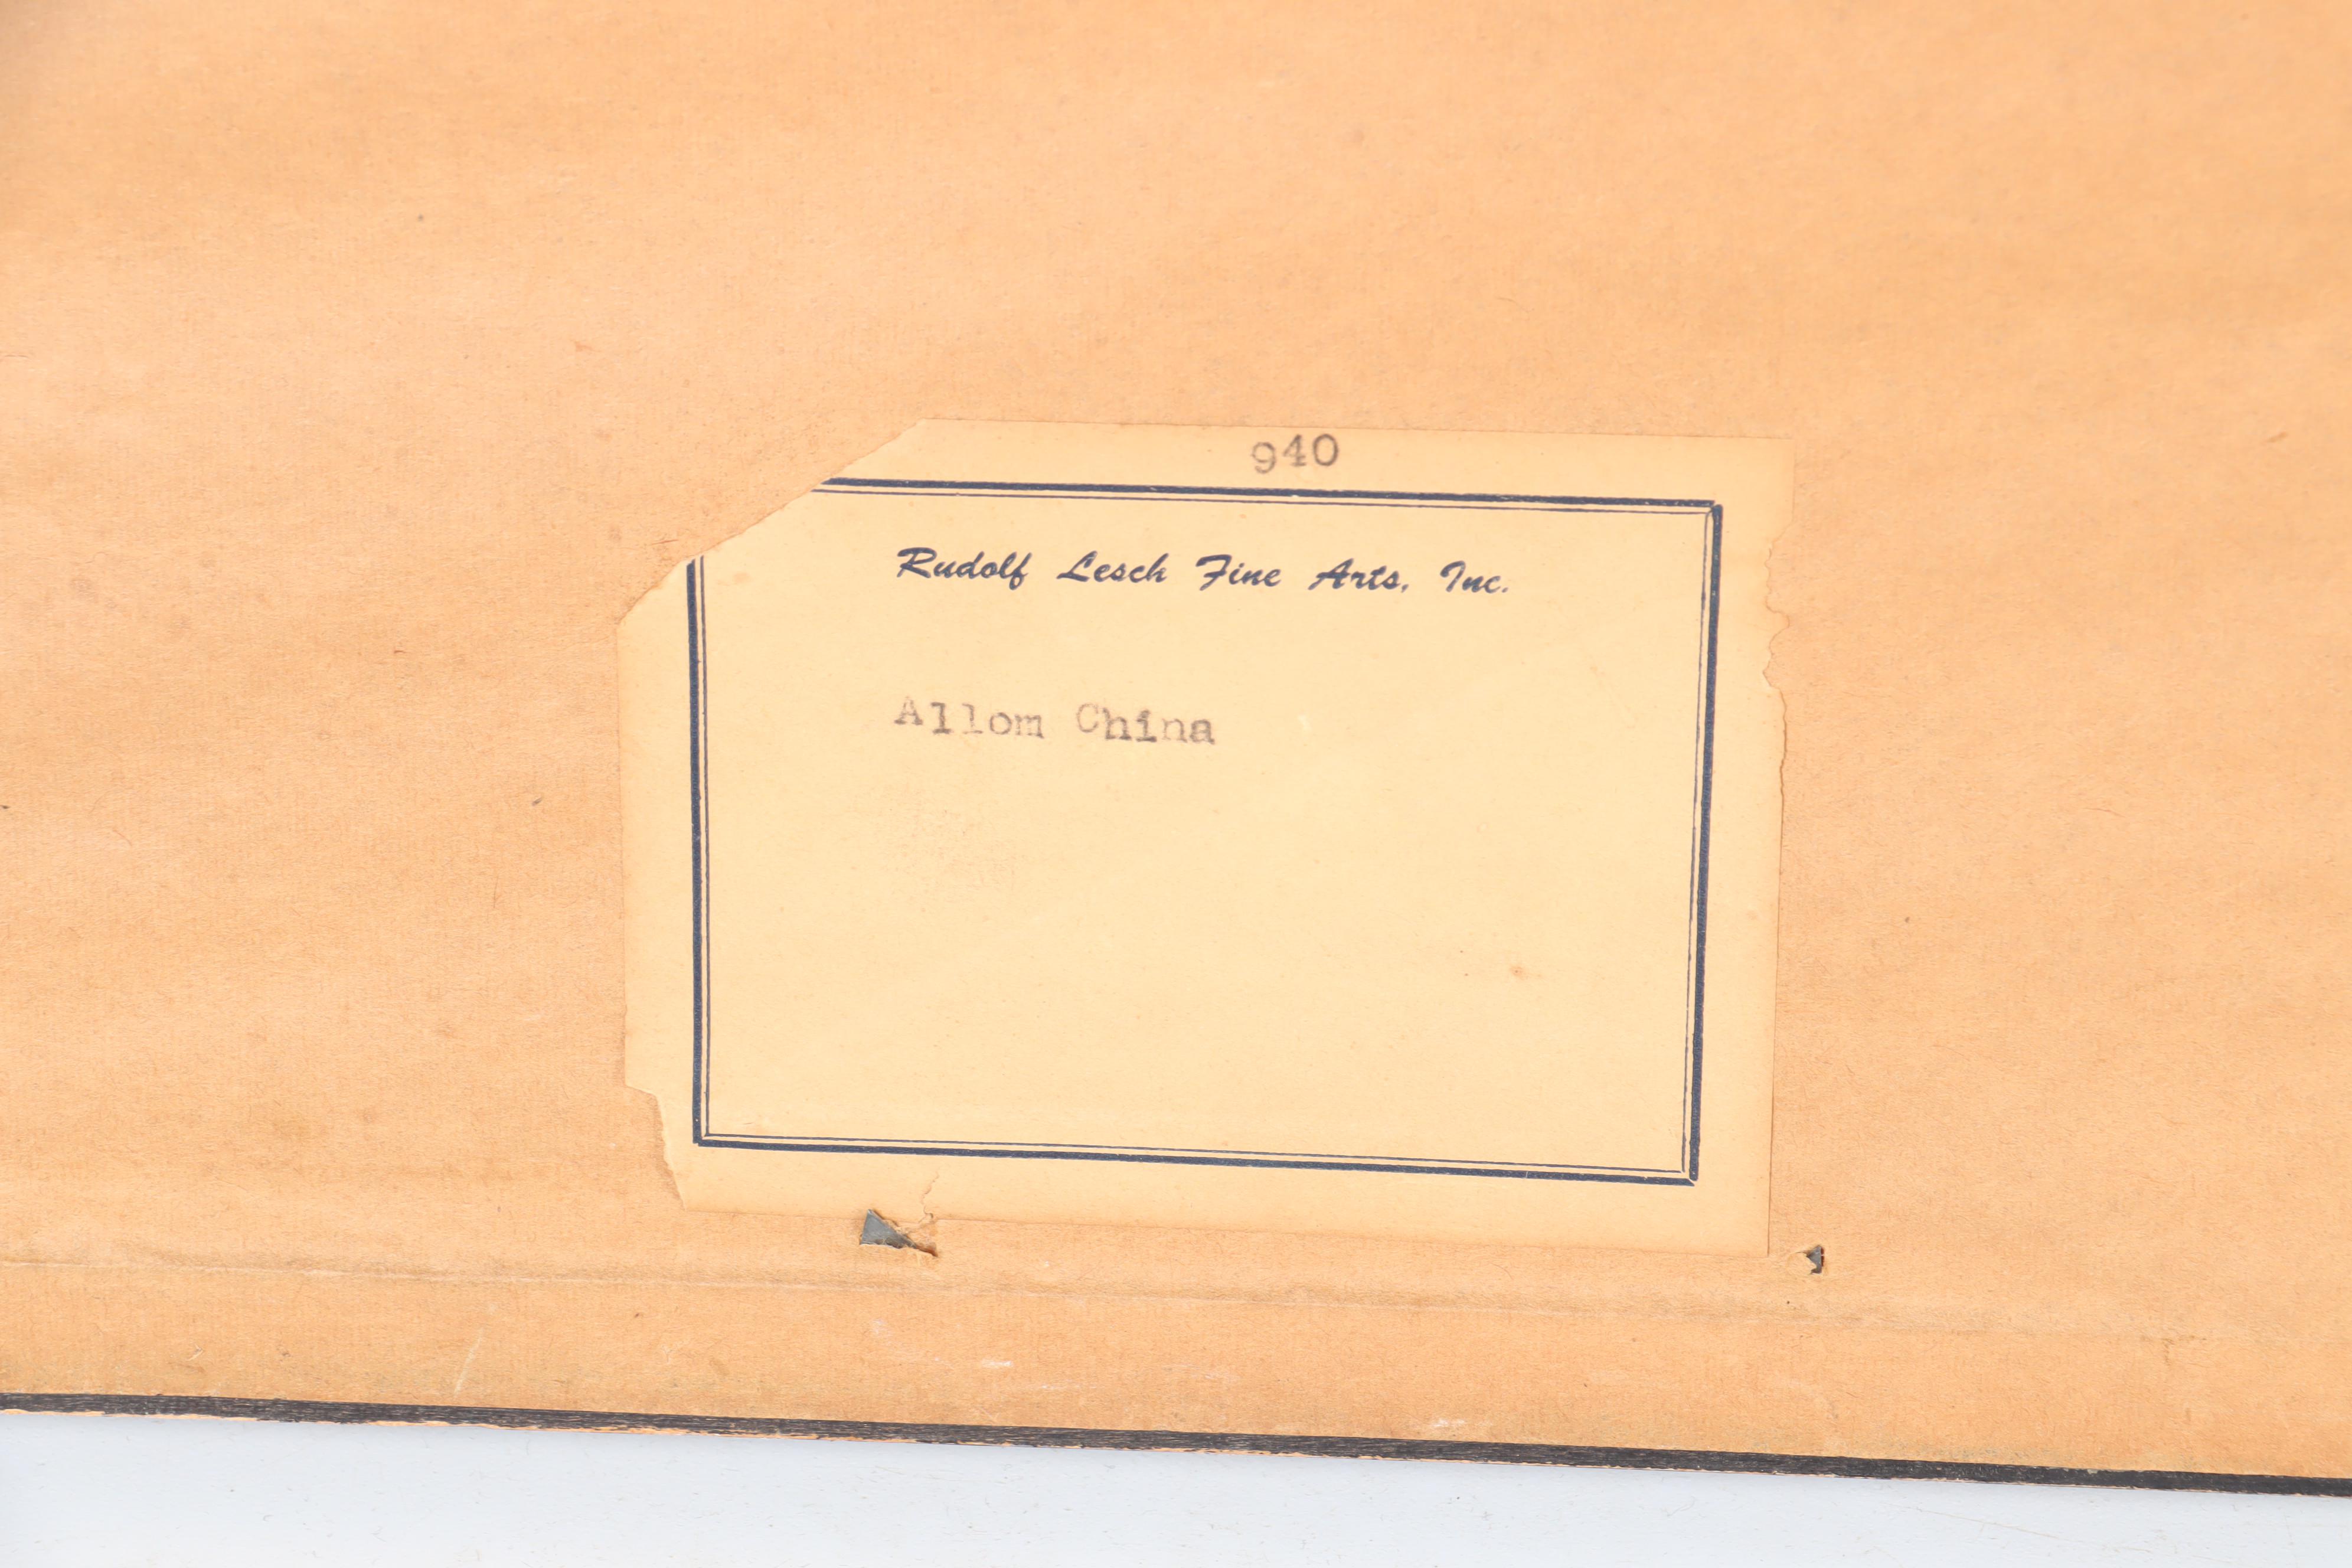 940
Rudolf Lesch Fine Arts, Inc.
Allom China